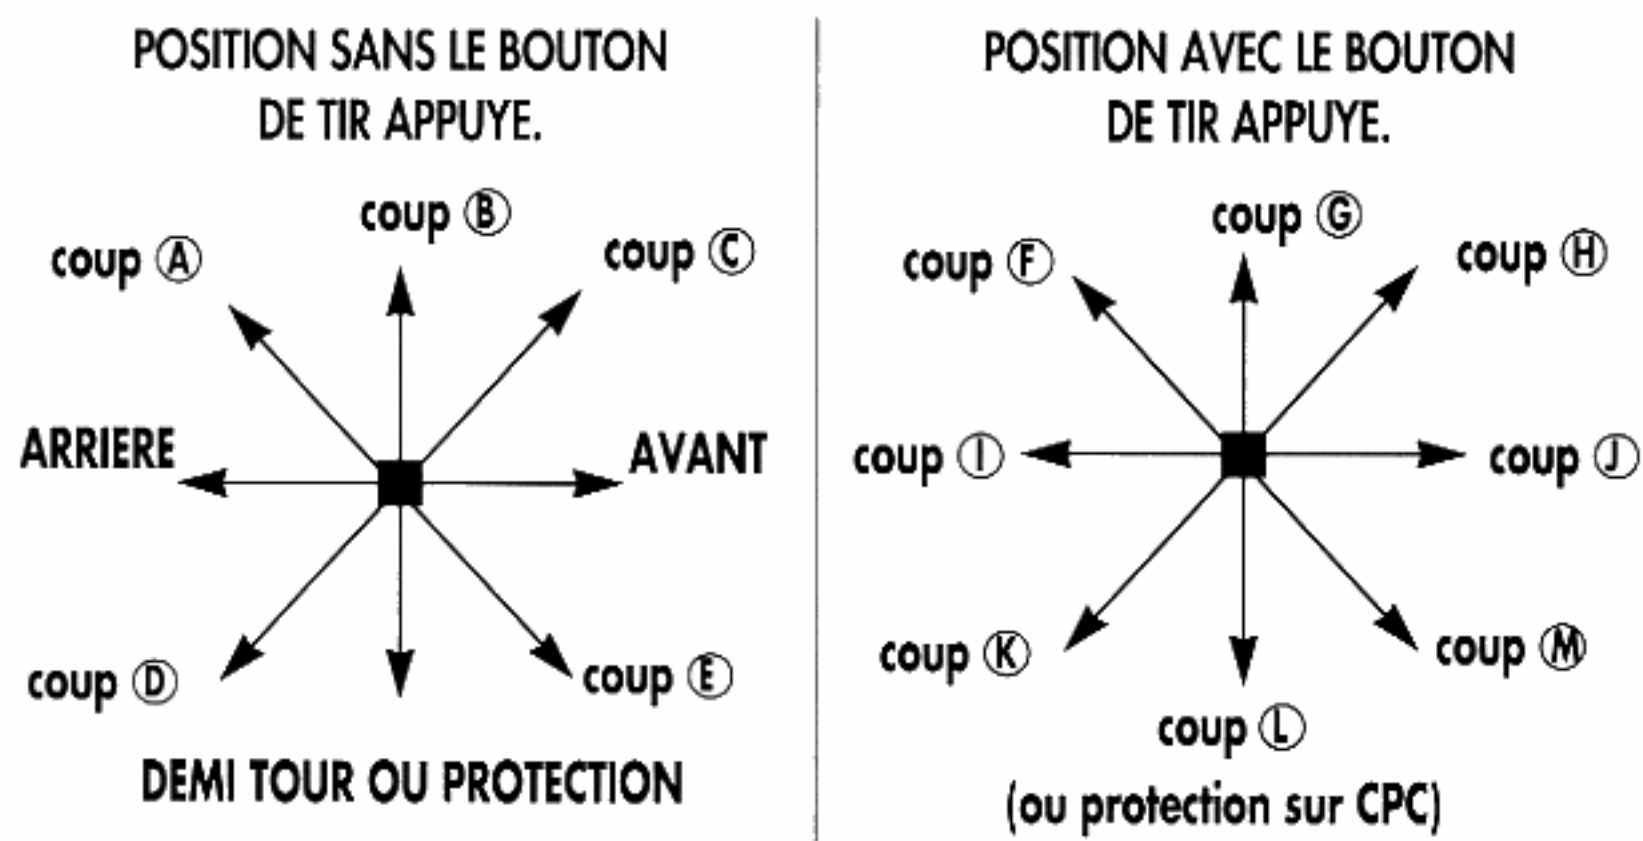 POSITION SANS LE BOUTON
DE TIR APPUYE.
coup A
coup B
coup C
ARRIERE
AVANT
coup D
coup E
DEMI TOUR OU PROTECTION
POSITION AVEC LE BOUTON
DE TIR APPUYE.
coup F
coup G
coup H
coup I
coup J
coup K
coup M
coup L
(ou protection sur CPC)